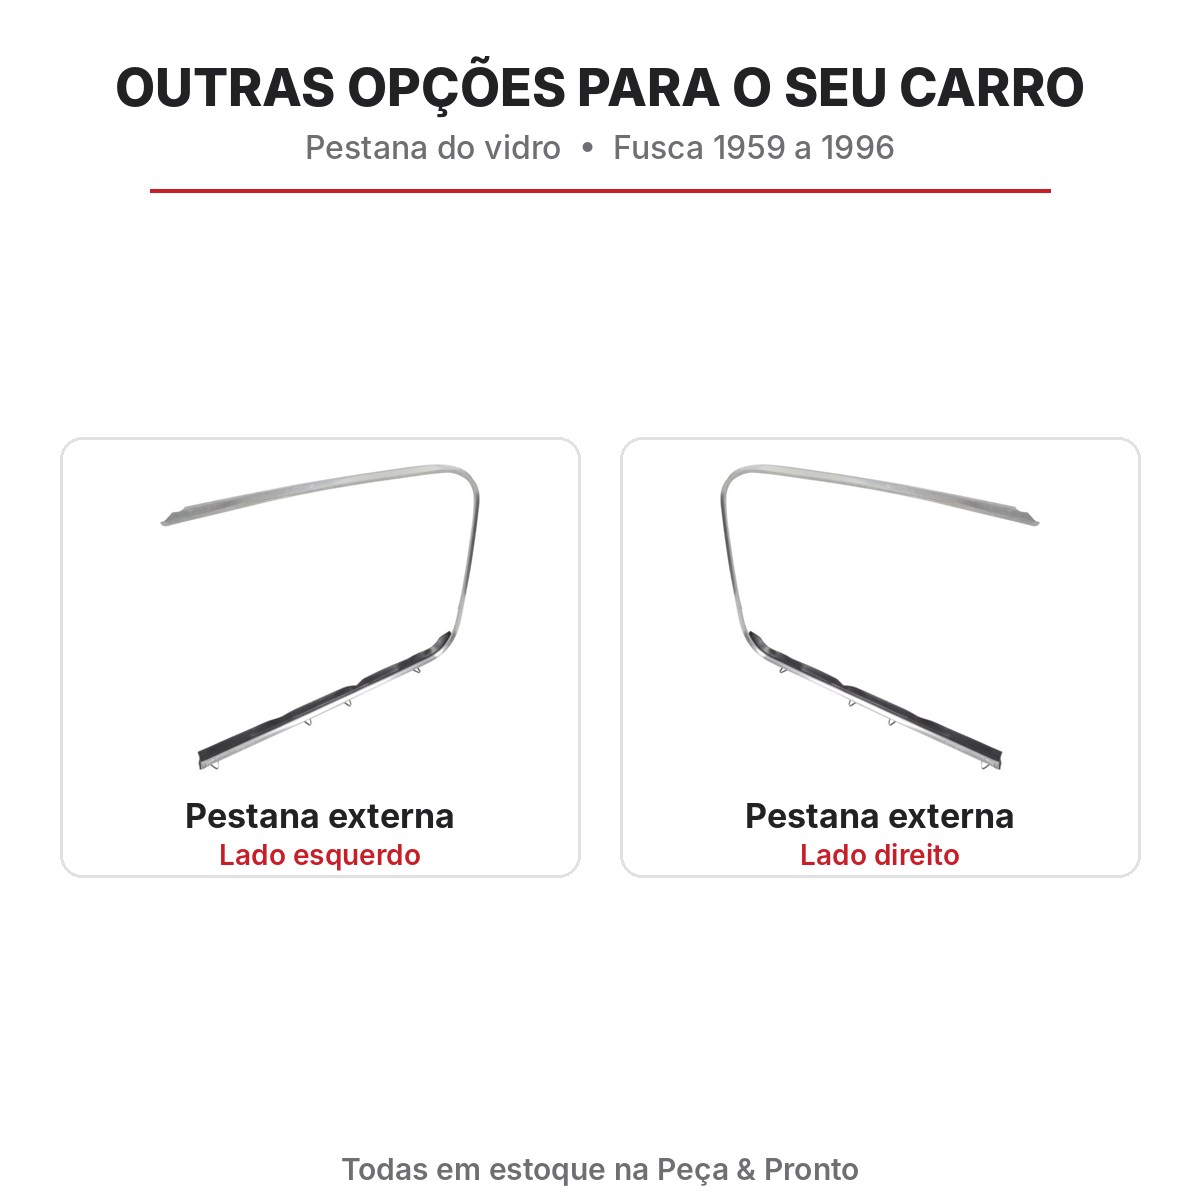 OUTRAS OPÇÕES PARA O SEU CARRO
Pestana do vidro • Fusca 1959 a 1996
Pestana externa
Lado esquerdo
Pestana externa
Lado direito
Todas em estoque na Peça & Pronto